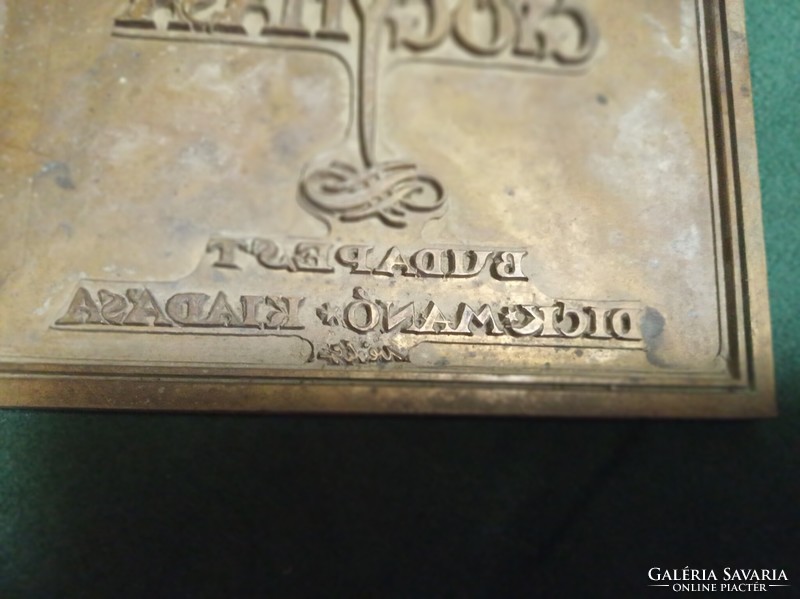 BUDAPEST
DICK * MANÓ * KIADÁSA
GALÉRIA SAVARIA
ONLINE PIACTÉR